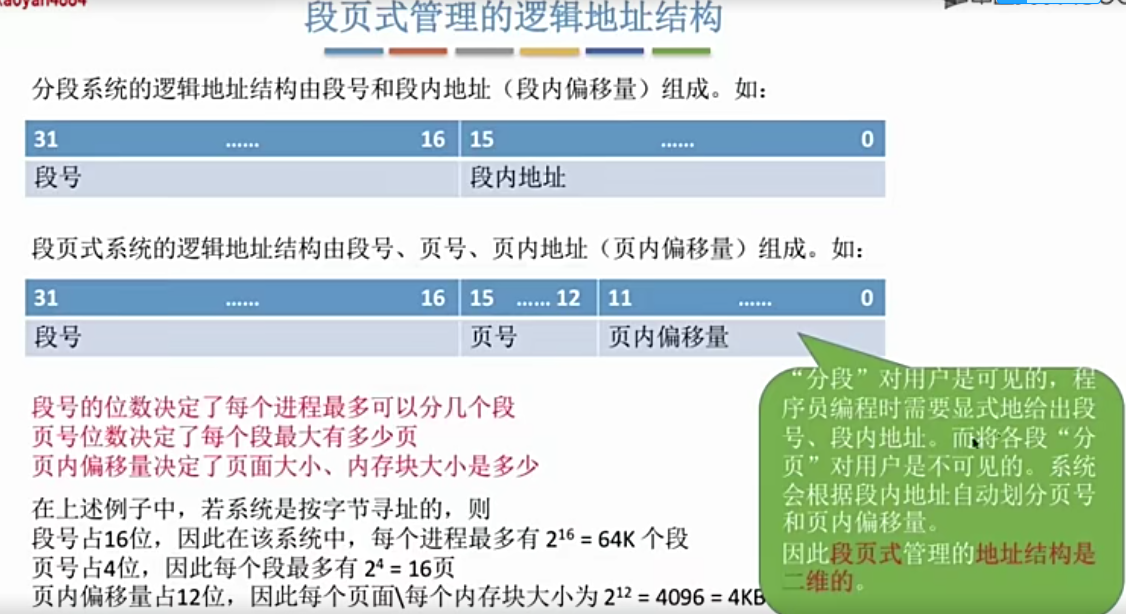 段页式管理的逻辑地址结构
分段系统的逻辑地址结构由段号和段内地址（段内偏移量）组成。如：
31 …… 16 15 …… 0
段号 段内地址
段页式系统的逻辑地址结构由段号、页号、页内地址（页内偏移量）组成。如：
31 …… 16 15 …… 12 11 …… 0
段号 页号 页内偏移量
段号的位数决定了每个进程最多可以分几个段
页号位数决定了每个段最大有多少页
页内偏移量决定了页面大小、内存块大小是多少
在上述例子中，若系统是按字节寻址的，则
段号占16位，因此在该系统中，每个进程最多有 2¹⁶ = 64K 个段
页号占4位，因此每个段最多有 2⁴ = 16页
页内偏移量占12位，因此每个页面\每个内存块大小为 2¹² = 4096 = 4KB
“分段”对用户是可见的，程
序员编程时需要显式地给出段
号、段内地址。而将各段“分
页”对用户是不可见的。系统
会根据段内地址自动划分页号
和页内偏移量。
因此段页式管理的地址结构是
二维的。